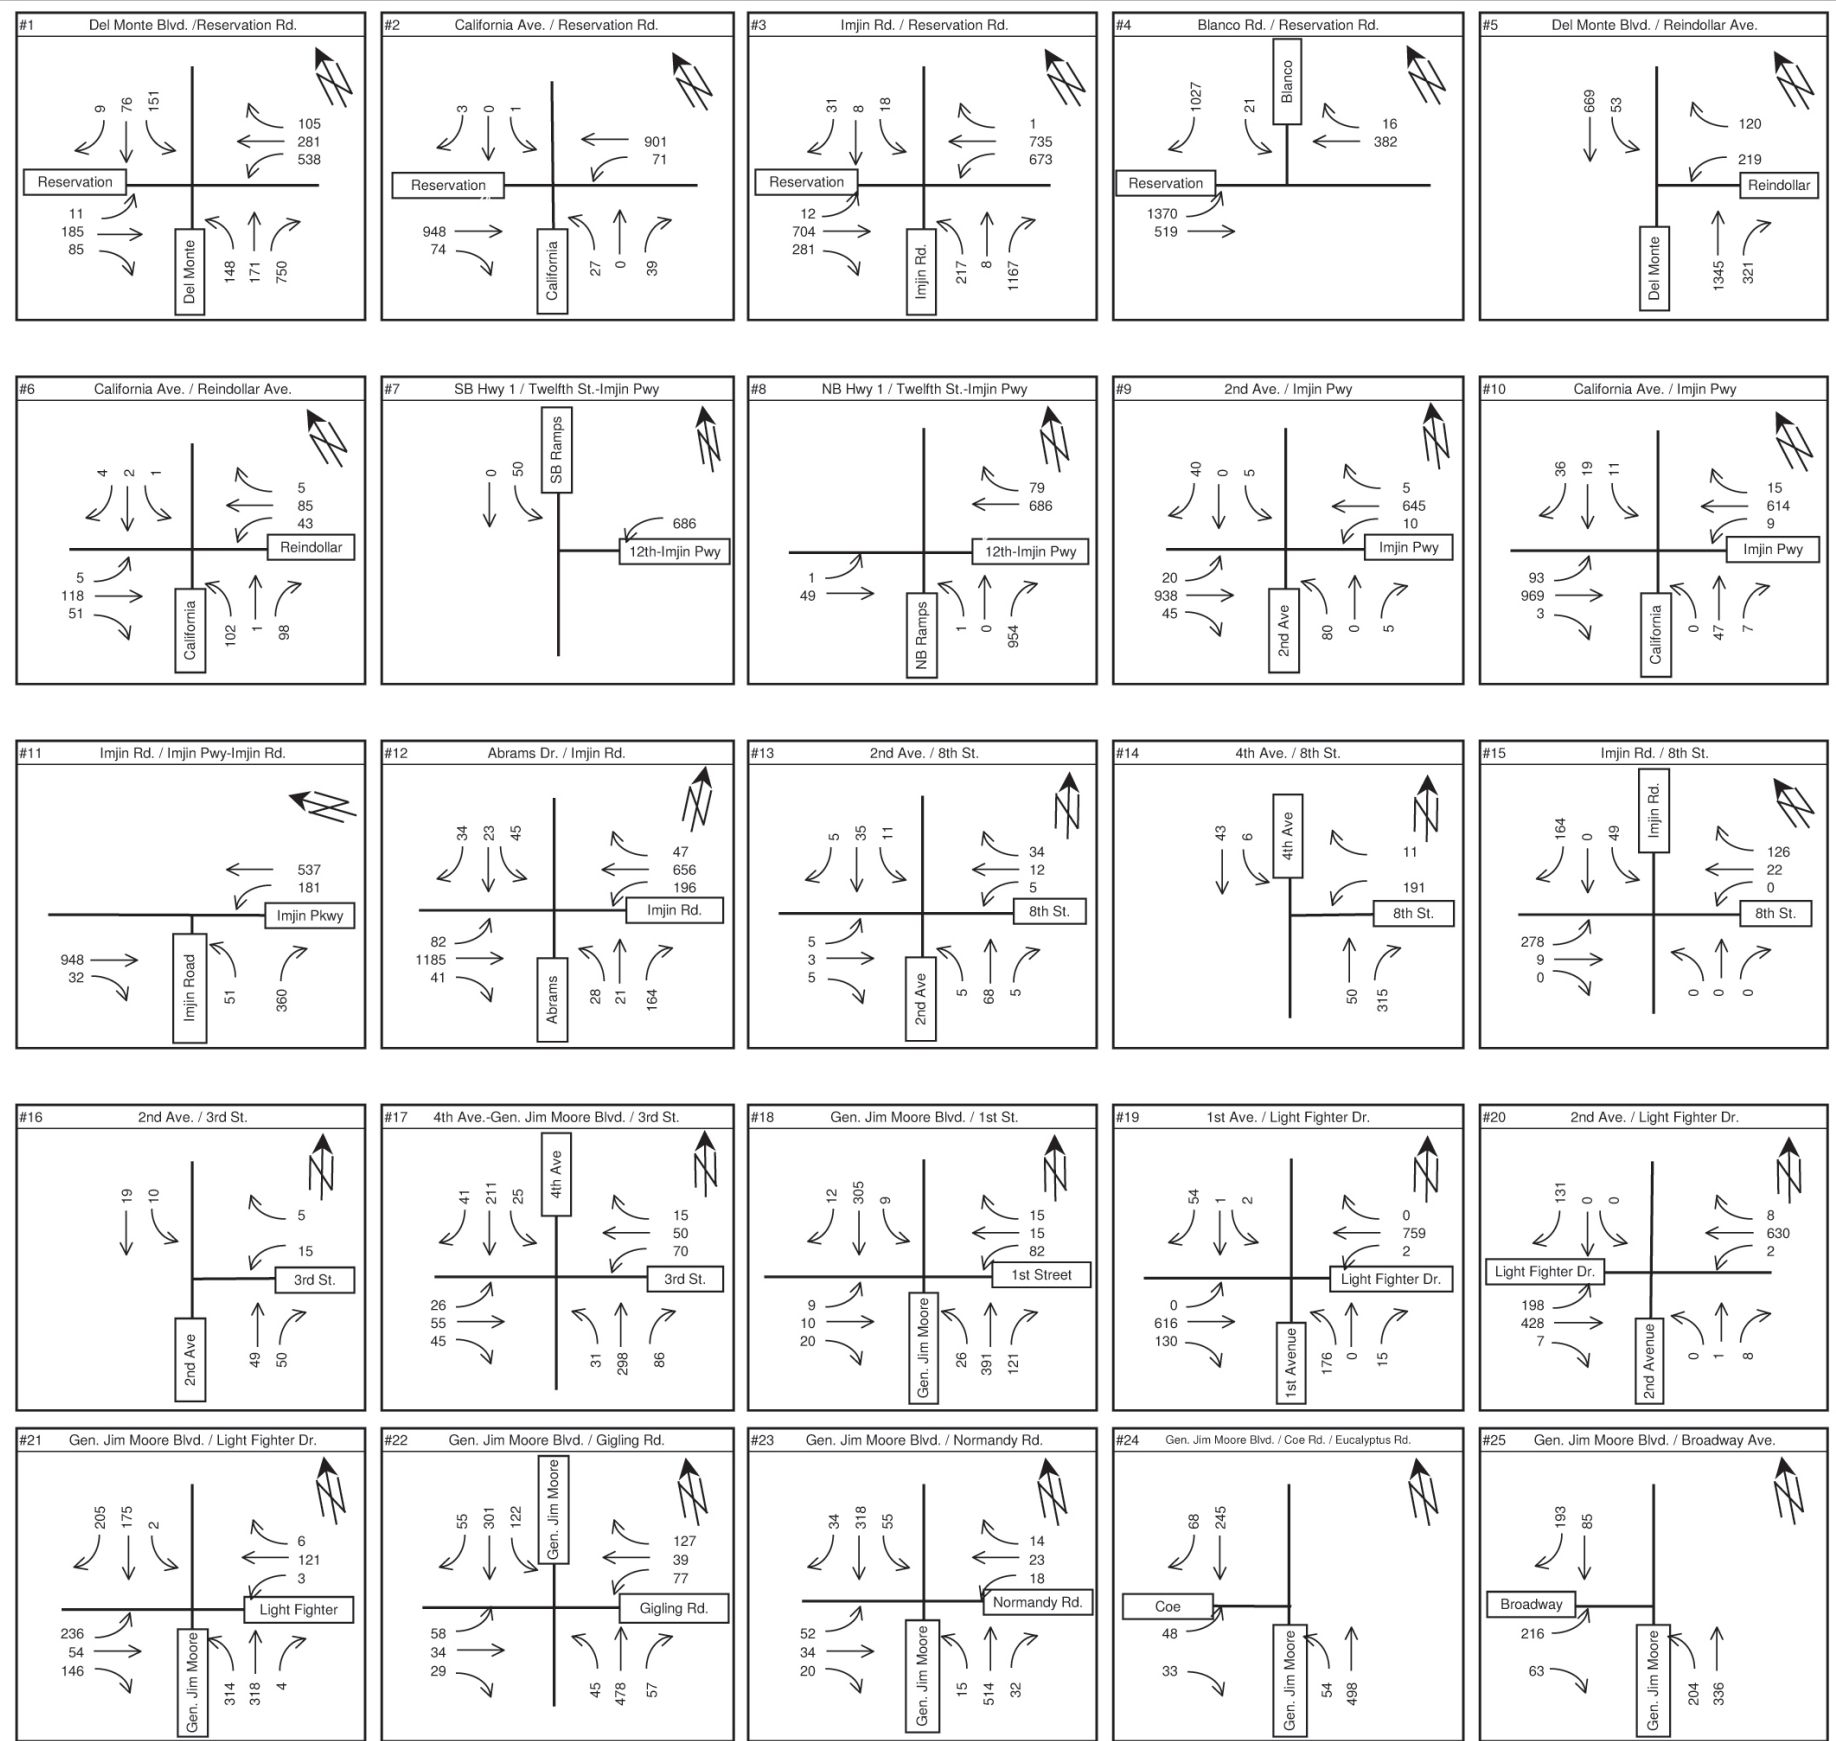 #1 Del Monte Blvd. /Reservation Rd.
9 76 151
105
281
538
Reservation
11
185
85
Del Monte
148 171 750
#2 California Ave. / Reservation Rd.
3 0 1
901
71
Reservation
948
74
California
27 0 39
#3 Imjin Rd. / Reservation Rd.
31 8 18
1
735
673
Reservation
12
704
281
Imjin Rd.
217 8 1167
#4 Blanco Rd. / Reservation Rd.
1027 21
Blanco
16
382
Reservation
1370
519
#5 Del Monte Blvd. / Reindollar Ave.
669 53
120
219
Reindollar
Del Monte
1345 321
#6 California Ave. / Reindollar Ave.
4 2 1
5
85
43
Reindollar
5
118
51
California
102 1 98
#7 SB Hwy 1 / Twelfth St.-Imjin Pwy
0 50
SB Ramps
686
12th-Imjin Pwy
#8 NB Hwy 1 / Twelfth St.-Imjin Pwy
79
686
12th-Imjin Pwy
1
49
NB Ramps
1 0 954
#9 2nd Ave. / Imjin Pwy
40 0 5
5
645
10
Imjin Pwy
20
938
45
2nd Ave
80 0 5
#10 California Ave. / Imjin Pwy
36 19 11
15
614
9
Imjin Pwy
93
969
3
California
0 47 7
#11 Imjin Rd. / Imjin Pwy-Imjin Rd.
537
181
Imjin Pkwy
948
32
Imjin Road
51 360
#12 Abrams Dr. / Imjin Rd.
34 23 45
47
656
196
Imjin Rd.
82
1185
41
Abrams
28 21 164
#13 2nd Ave. / 8th St.
5 35 11
34
12
5
8th St.
5
3
5
2nd Ave
5 68 5
#14 4th Ave. / 8th St.
43 6
4th Ave
11
191
8th St.
50 315
#15 Imjin Rd. / 8th St.
164 0 49
Imjin Rd.
126
22
0
8th St.
278
9
0
0 0 0
#16 2nd Ave. / 3rd St.
19 10
5
15
3rd St.
2nd Ave
49 50
#17 4th Ave.-Gen. Jim Moore Blvd. / 3rd St.
41 211 25
4th Ave
15
50
70
3rd St.
26
55
45
31 298 86
#18 Gen. Jim Moore Blvd. / 1st St.
12 305 9
15
15
82
1st Street
9
10
20
Gen. Jim Moore
26 391 121
#19 1st Ave. / Light Fighter Dr.
54 1 2
0
759
2
Light Fighter Dr.
0
616
130
1st Avenue
176 0 15
#20 2nd Ave. / Light Fighter Dr.
131 0 0
8
630
2
Light Fighter Dr.
198
428
7
2nd Avenue
0 1 8
#21 Gen. Jim Moore Blvd. / Light Fighter Dr.
205 175 2
6
121
3
Light Fighter
236
54
146
Gen. Jim Moore
314 318 4
#22 Gen. Jim Moore Blvd. / Gigling Rd.
55 301 122
Gen. Jim Moore
127
39
77
Gigling Rd.
58
34
29
45 478 57
#23 Gen. Jim Moore Blvd. / Normandy Rd.
34 318 55
14
23
18
Normandy Rd.
52
34
20
Gen. Jim Moore
15 514 32
#24 Gen. Jim Moore Blvd. / Coe Rd. / Eucalyptus Rd.
68 245
Coe
48
33
Gen. Jim Moore
54 498
#25 Gen. Jim Moore Blvd. / Broadway Ave.
193 85
Broadway
216
63
Gen. Jim Moore
204 336